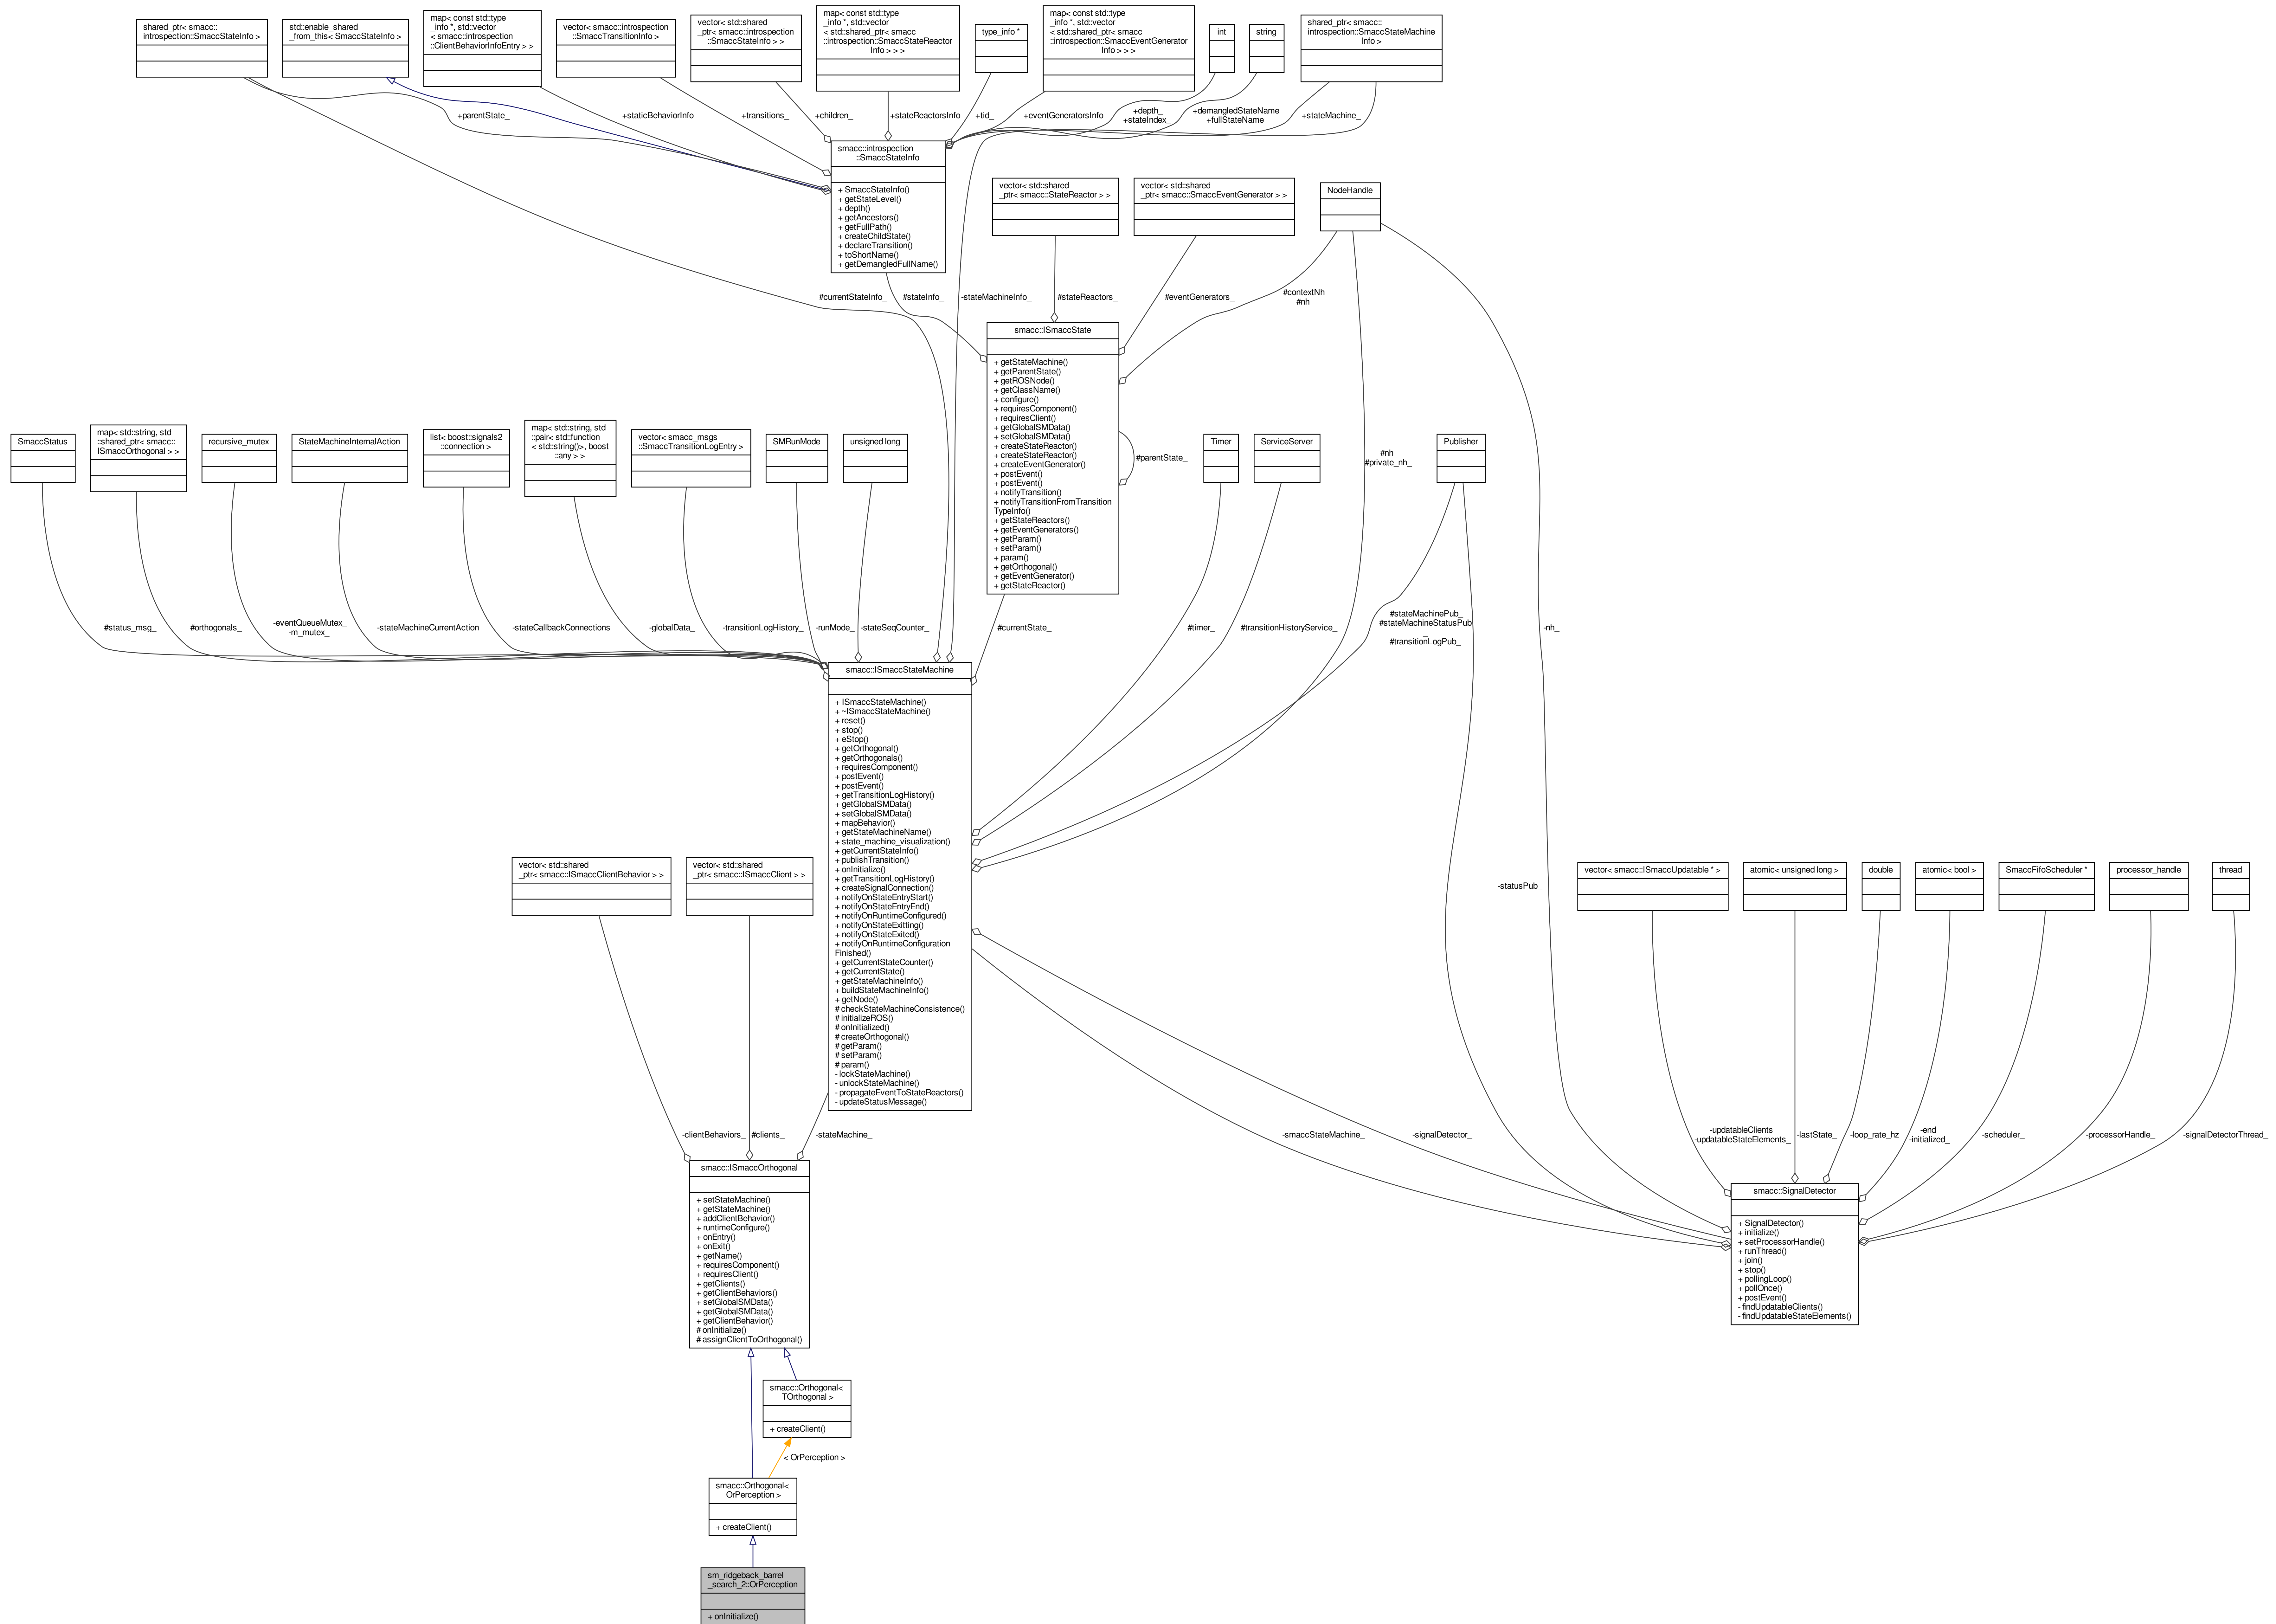 shared_ptr< smacc::
introspection::SmaccStateInfo >
std::enable_shared
_from_this< SmaccStateInfo >
map< const std::type
_info *, std::vector
< smacc::introspection
::ClientBehaviorInfoEntry > >
vector< smacc::introspection
::SmaccTransitionInfo >
vector< std::shared
_ptr< smacc::introspection
::SmaccStateInfo > >
map< const std::type
_info *, std::vector
< std::shared_ptr< smacc
::introspection::SmaccStateReactor
Info > > >
type_info *
map< const std::type
_info *, std::vector
< std::shared_ptr< smacc
::introspection::SmaccEventGenerator
Info > > >
int
string
shared_ptr< smacc::
introspection::SmaccStateMachine
Info >
+parentState_
+staticBehaviorInfo
+transitions_
+children_
+stateReactorsInfo
+tid_
+eventGeneratorsInfo
+depth_
+stateIndex_
+demangledStateName
+fullStateName
+stateMachine_
smacc::introspection
::SmaccStateInfo
+ SmaccStateInfo()
+ getStateLevel()
+ depth()
+ getAncestors()
+ getFullPath()
+ createChildState()
+ declareTransition()
+ toShortName()
+ getDemangledFullName()
vector< std::shared
_ptr< smacc::StateReactor > >
vector< std::shared
_ptr< smacc::SmaccEventGenerator > >
NodeHandle
#currentStateInfo_
#stateInfo_
-stateMachineInfo_
#stateReactors_
#eventGenerators_
#contextNh
#nh
smacc::ISmaccState
+ getStateMachine()
+ getParentState()
+ getROSNode()
+ getClassName()
+ configure()
+ requiresComponent()
+ requiresClient()
+ getGlobalSMData()
+ setGlobalSMData()
+ createStateReactor()
+ createStateReactor()
+ createEventGenerator()
+ postEvent()
+ postEvent()
+ notifyTransition()
+ notifyTransitionFromTransition
TypeInfo()
+ getStateReactors()
+ getEventGenerators()
+ getParam()
+ setParam()
+ param()
+ getOrthogonal()
+ getEventGenerator()
+ getStateReactor()
#parentState_
SmaccStatus
map< std::string, std
::shared_ptr< smacc::
ISmaccOrthogonal > >
recursive_mutex
StateMachineInternalAction
list< boost::signals2
::connection >
map< std::string, std
::pair< std::function
< std::string()>, boost
::any > >
vector< smacc_msgs
::SmaccTransitionLogEntry >
SMRunMode
unsigned long
Timer
ServiceServer
#nh_
#private_nh_
Publisher
#status_msg_
#orthogonals_
-eventQueueMutex_
-m_mutex_
-stateMachineCurrentAction
-stateCallbackConnections
-globalData_
-transitionLogHistory_
-runMode_
-stateSeqCounter_
#currentState_
#timer_
#transitionHistoryService_
#stateMachinePub_
#stateMachineStatusPub
_
#transitionLogPub_
-nh_
smacc::ISmaccStateMachine
+ ISmaccStateMachine()
+ ~ISmaccStateMachine()
+ reset()
+ stop()
+ eStop()
+ getOrthogonal()
+ getOrthogonals()
+ requiresComponent()
+ postEvent()
+ postEvent()
+ getTransitionLogHistory()
+ getGlobalSMData()
+ setGlobalSMData()
+ mapBehavior()
+ getStateMachineName()
+ state_machine_visualization()
+ getCurrentStateInfo()
+ publishTransition()
+ onInitialize()
+ getTransitionLogHistory()
+ createSignalConnection()
+ notifyOnStateEntryStart()
+ notifyOnStateEntryEnd()
+ notifyOnRuntimeConfigured()
+ notifyOnStateExitting()
+ notifyOnStateExited()
+ notifyOnRuntimeConfiguration
Finished()
+ getCurrentStateCounter()
+ getCurrentState()
+ getStateMachineInfo()
+ buildStateMachineInfo()
+ getNode()
# checkStateMachineConsistence()
# initializeROS()
# onInitialized()
# createOrthogonal()
# getParam()
# setParam()
# param()
- lockStateMachine()
- unlockStateMachine()
- propagateEventToStateReactors()
- updateStatusMessage()
vector< std::shared
_ptr< smacc::ISmaccClientBehavior > >
vector< std::shared
_ptr< smacc::ISmaccClient > >
-statusPub_
vector< smacc::ISmaccUpdatable * >
atomic< unsigned long >
double
atomic< bool >
SmaccFifoScheduler *
processor_handle
thread
-clientBehaviors_
#clients_
-stateMachine_
-smaccStateMachine_
-signalDetector_
-updatableClients_
-updatableStateElements_
-lastState_
-loop_rate_hz
-end_
-initialized_
-scheduler_
-processorHandle_
-signalDetectorThread_
smacc::ISmaccOrthogonal
+ setStateMachine()
+ getStateMachine()
+ addClientBehavior()
+ runtimeConfigure()
+ onEntry()
+ onExit()
+ getName()
+ requiresComponent()
+ requiresClient()
+ getClients()
+ getClientBehaviors()
+ setGlobalSMData()
+ getGlobalSMData()
+ getClientBehavior()
# onInitialize()
# assignClientToOrthogonal()
smacc::SignalDetector
+ SignalDetector()
+ initialize()
+ setProcessorHandle()
+ runThread()
+ join()
+ stop()
+ pollingLoop()
+ pollOnce()
+ postEvent()
- findUpdatableClients()
- findUpdatableStateElements()
smacc::Orthogonal<
TOrthogonal >
+ createClient()
< OrPerception >
smacc::Orthogonal<
OrPerception >
+ createClient()
sm_ridgeback_barrel
_search_2::OrPerception
+ onInitialize()